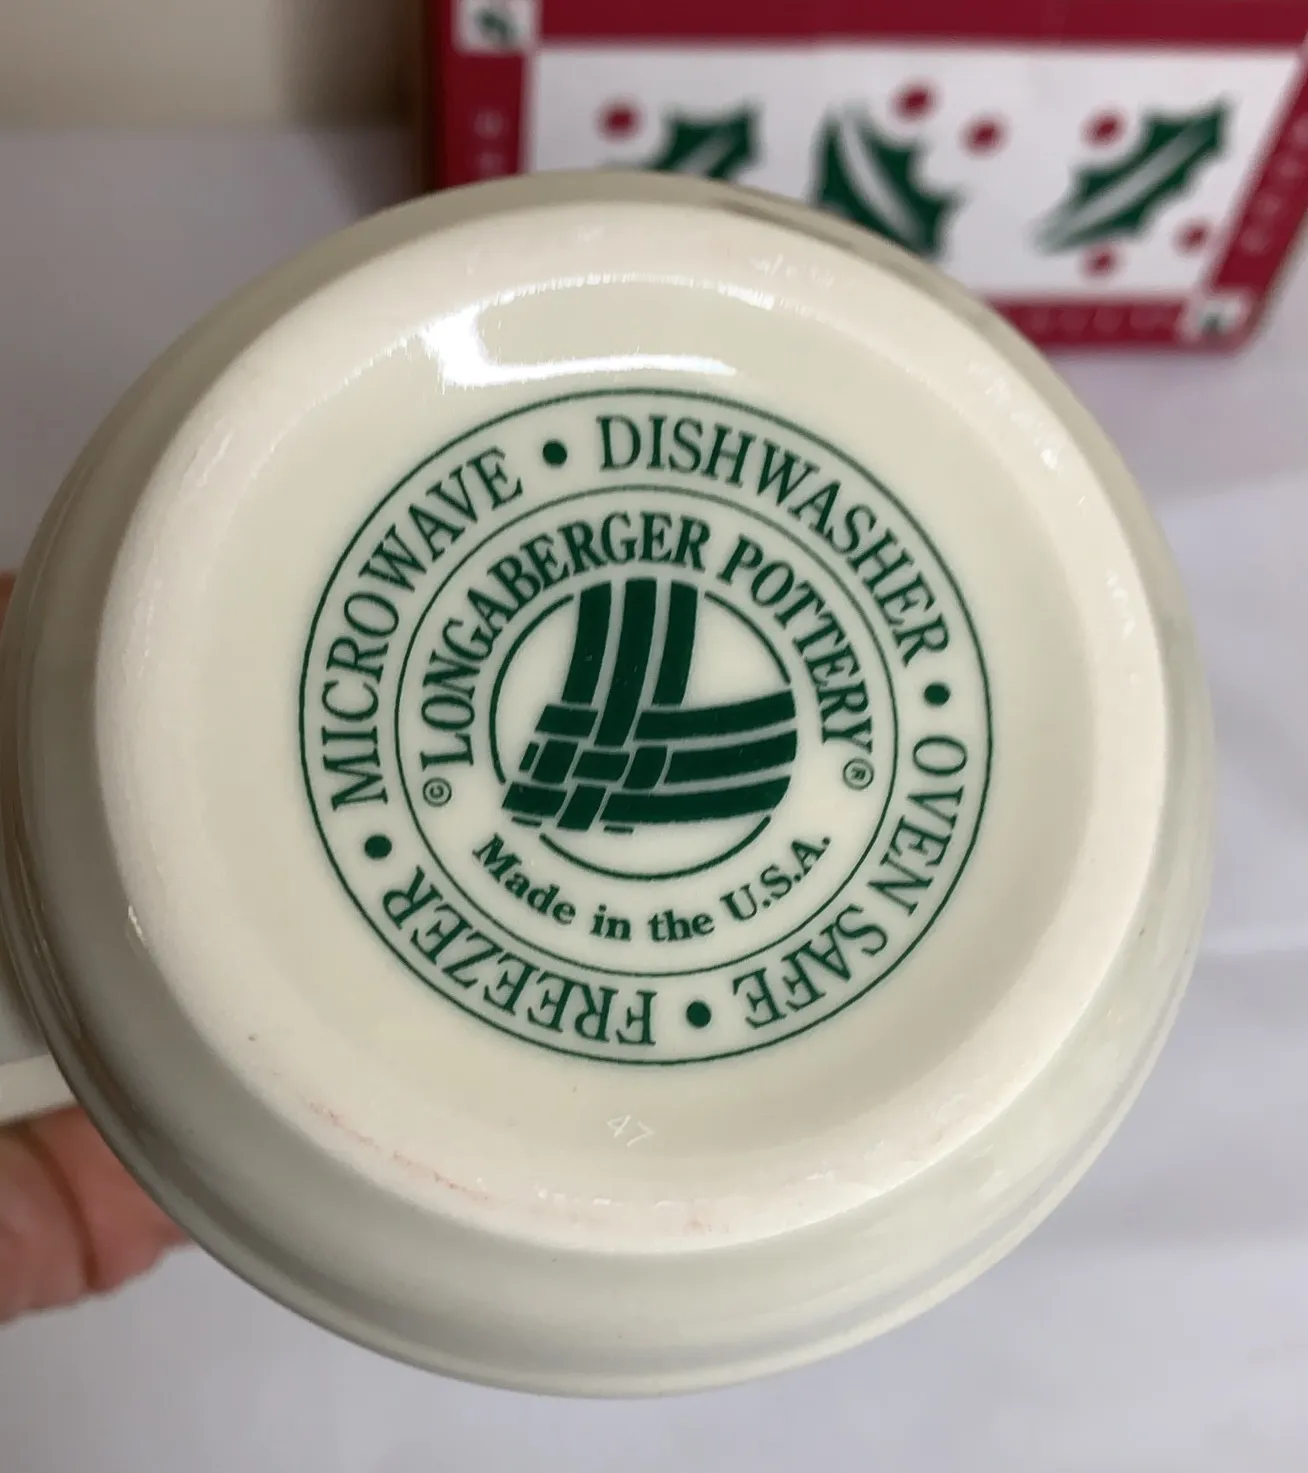 MICROWAVE • DISHWASHER • OVEN SAFE • FREEZER •
© LONGABERGER POTTERY ®
Made in the U.S.A.
47